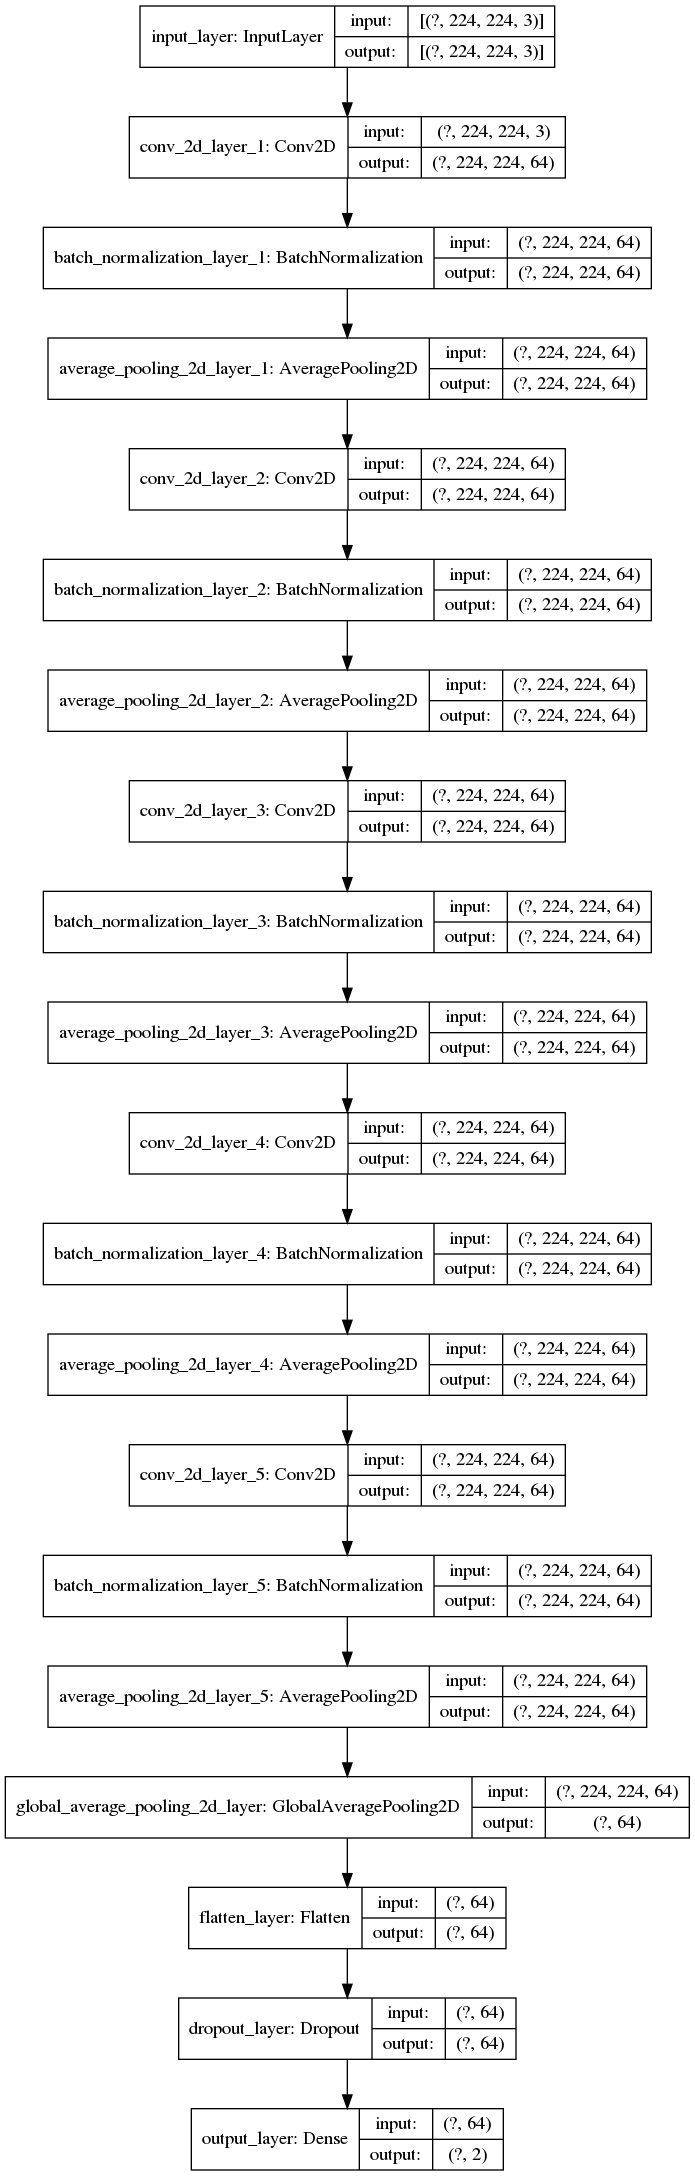 input_layer: InputLayer
input: [(?, 224, 224, 3)]
output: [(?, 224, 224, 3)]
conv_2d_layer_1: Conv2D
input: (?, 224, 224, 3)
output: (?, 224, 224, 64)
batch_normalization_layer_1: BatchNormalization
input: (?, 224, 224, 64)
output: (?, 224, 224, 64)
average_pooling_2d_layer_1: AveragePooling2D
input: (?, 224, 224, 64)
output: (?, 224, 224, 64)
conv_2d_layer_2: Conv2D
input: (?, 224, 224, 64)
output: (?, 224, 224, 64)
batch_normalization_layer_2: BatchNormalization
input: (?, 224, 224, 64)
output: (?, 224, 224, 64)
average_pooling_2d_layer_2: AveragePooling2D
input: (?, 224, 224, 64)
output: (?, 224, 224, 64)
conv_2d_layer_3: Conv2D
input: (?, 224, 224, 64)
output: (?, 224, 224, 64)
batch_normalization_layer_3: BatchNormalization
input: (?, 224, 224, 64)
output: (?, 224, 224, 64)
average_pooling_2d_layer_3: AveragePooling2D
input: (?, 224, 224, 64)
output: (?, 224, 224, 64)
conv_2d_layer_4: Conv2D
input: (?, 224, 224, 64)
output: (?, 224, 224, 64)
batch_normalization_layer_4: BatchNormalization
input: (?, 224, 224, 64)
output: (?, 224, 224, 64)
average_pooling_2d_layer_4: AveragePooling2D
input: (?, 224, 224, 64)
output: (?, 224, 224, 64)
conv_2d_layer_5: Conv2D
input: (?, 224, 224, 64)
output: (?, 224, 224, 64)
batch_normalization_layer_5: BatchNormalization
input: (?, 224, 224, 64)
output: (?, 224, 224, 64)
average_pooling_2d_layer_5: AveragePooling2D
input: (?, 224, 224, 64)
output: (?, 224, 224, 64)
global_average_pooling_2d_layer: GlobalAveragePooling2D
input: (?, 224, 224, 64)
output: (?, 64)
flatten_layer: Flatten
input: (?, 64)
output: (?, 64)
dropout_layer: Dropout
input: (?, 64)
output: (?, 64)
output_layer: Dense
input: (?, 64)
output: (?, 2)